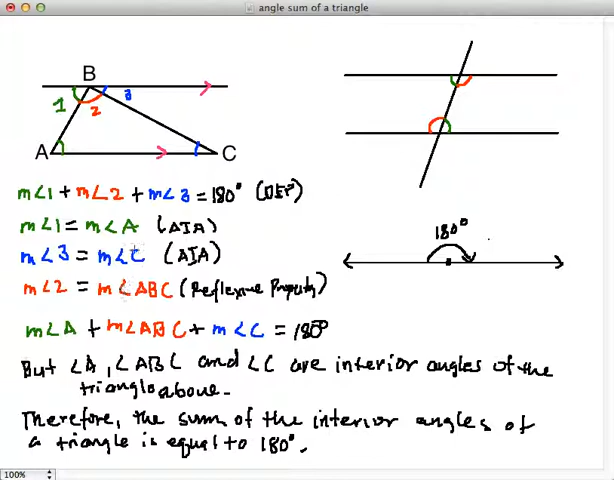 angle sum of a triangle
B
1
2
3
A
C
m∠1 + m∠2 + m∠3 = 180° (DEF)
m∠1 = m∠A (AIA)
m∠3 = m∠C (AIA)
m∠2 = m∠ABC (Reflexive Property)
m∠A + m∠ABC + m∠C = 180°
But ∠A, ∠ABC and ∠C are interior angles of the
triangle above.
Therefore, the sum of the interior angles of
a triangle is equal to 180°.
180°
100%